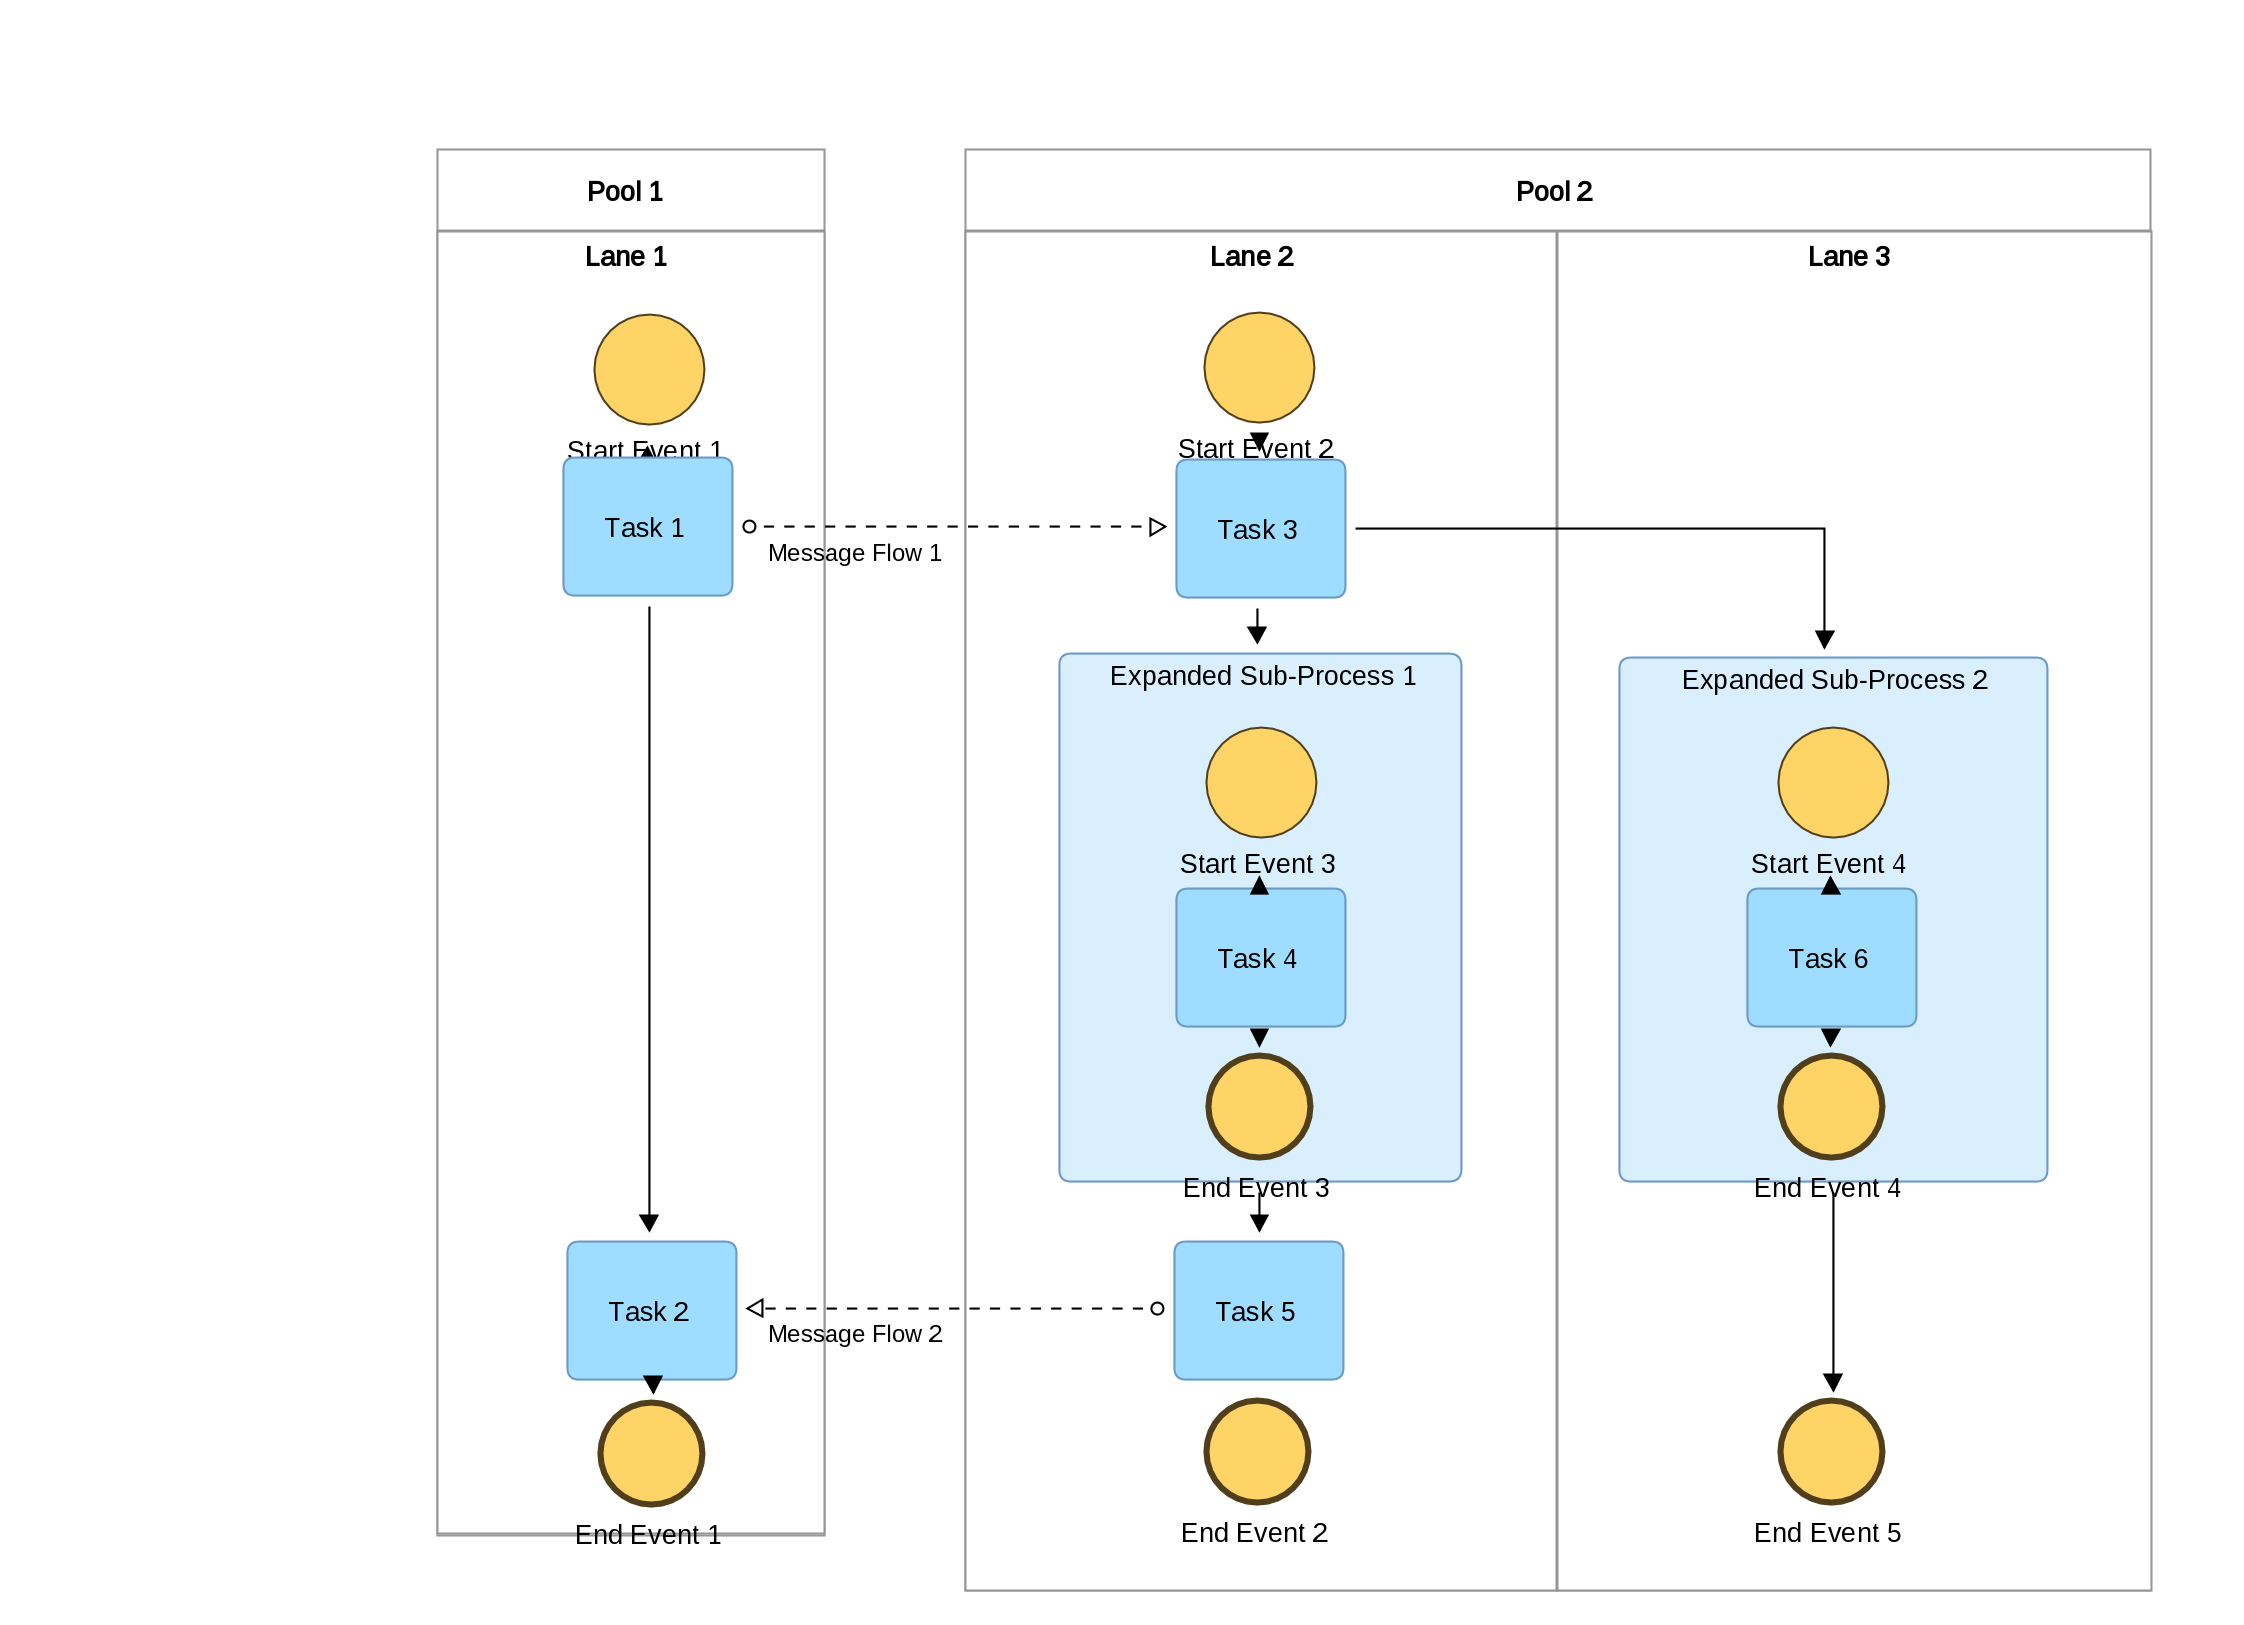 Pool 1
Pool 2
Lane 1
Lane 2
Lane 3
Start Event 1
Start Event 2
Task 1
Task 3
Message Flow 1
Expanded Sub-Process 1
Expanded Sub-Process 2
Start Event 3
Start Event 4
Task 4
Task 6
End Event 3
End Event 4
Task 2
Task 5
Message Flow 2
End Event 1
End Event 2
End Event 5